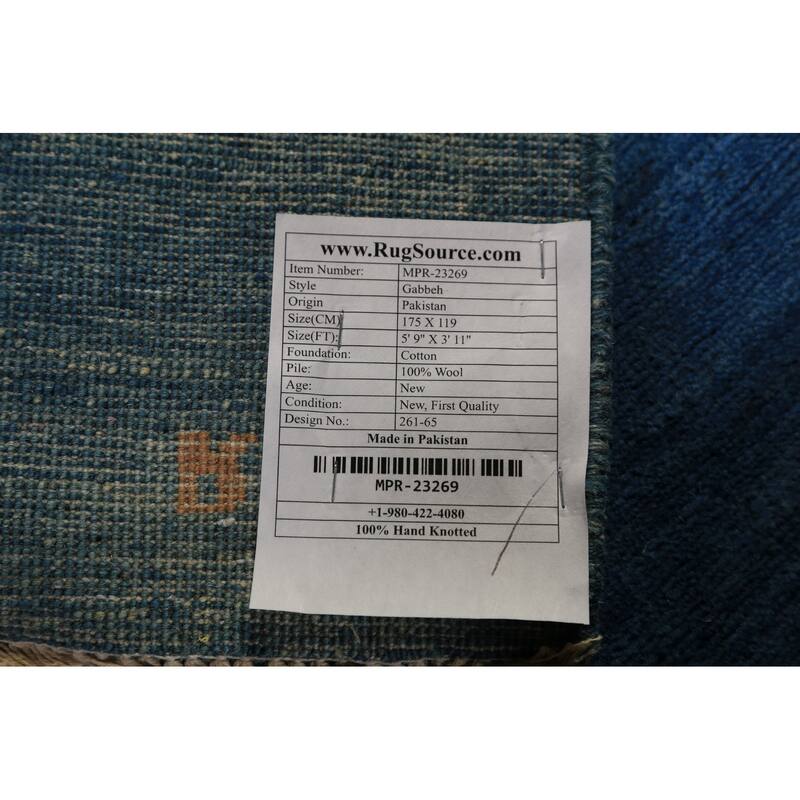 www.RugSource.com
Item Number: MPR-23269
Style Gabbeh
Origin Pakistan
Size(CM) 175 X 119
Size(FT): 5' 9" X 3' 11"
Foundation: Cotton
Pile: 100% Wool
Age: New
Condition: New, First Quality
Design No.: 261-65
Made in Pakistan
MPR-23269
+1-980-422-4080
100% Hand Knotted